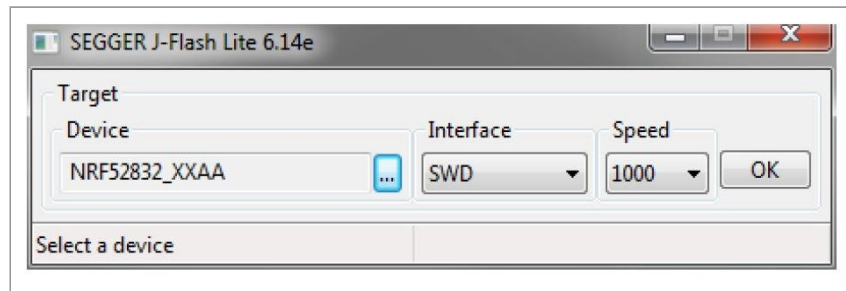 SEGGER J-Flash Lite 6.14e
Target
Device Interface Speed
NRF52832_XXAA ... SWD 1000 OK
Select a device